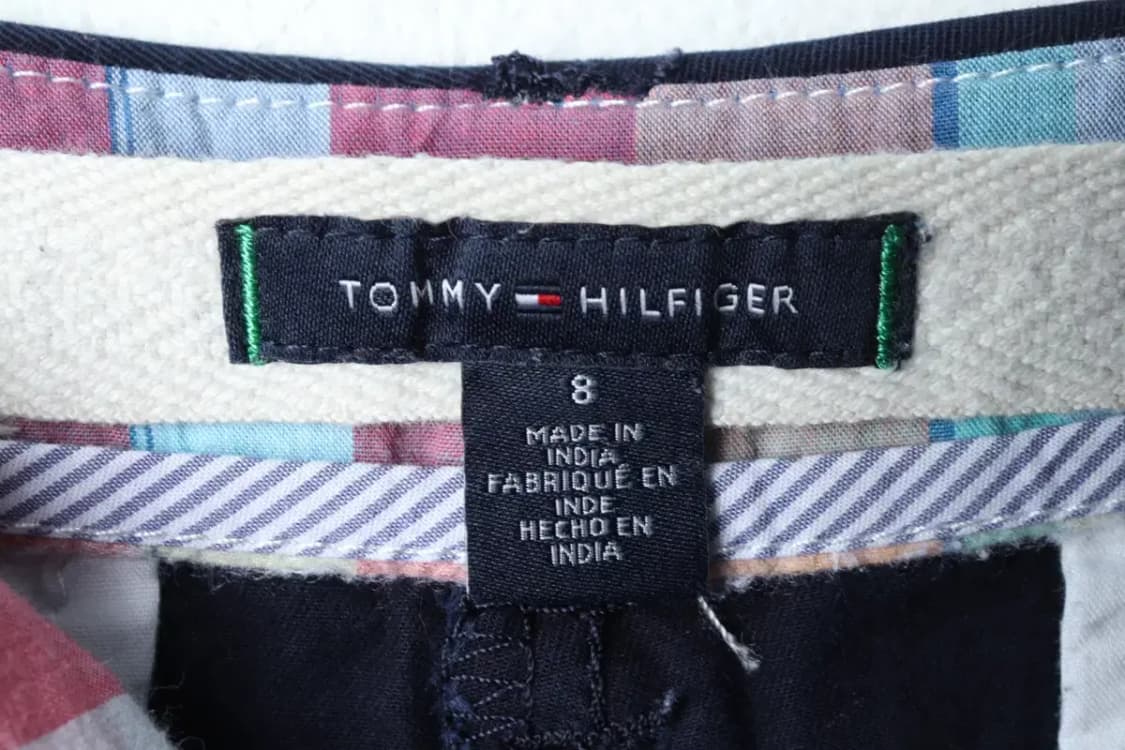 TOMMY HILFIGER
8
MADE IN
INDIA
FABRIQUÉ EN
INDE
HECHO EN
INDIA